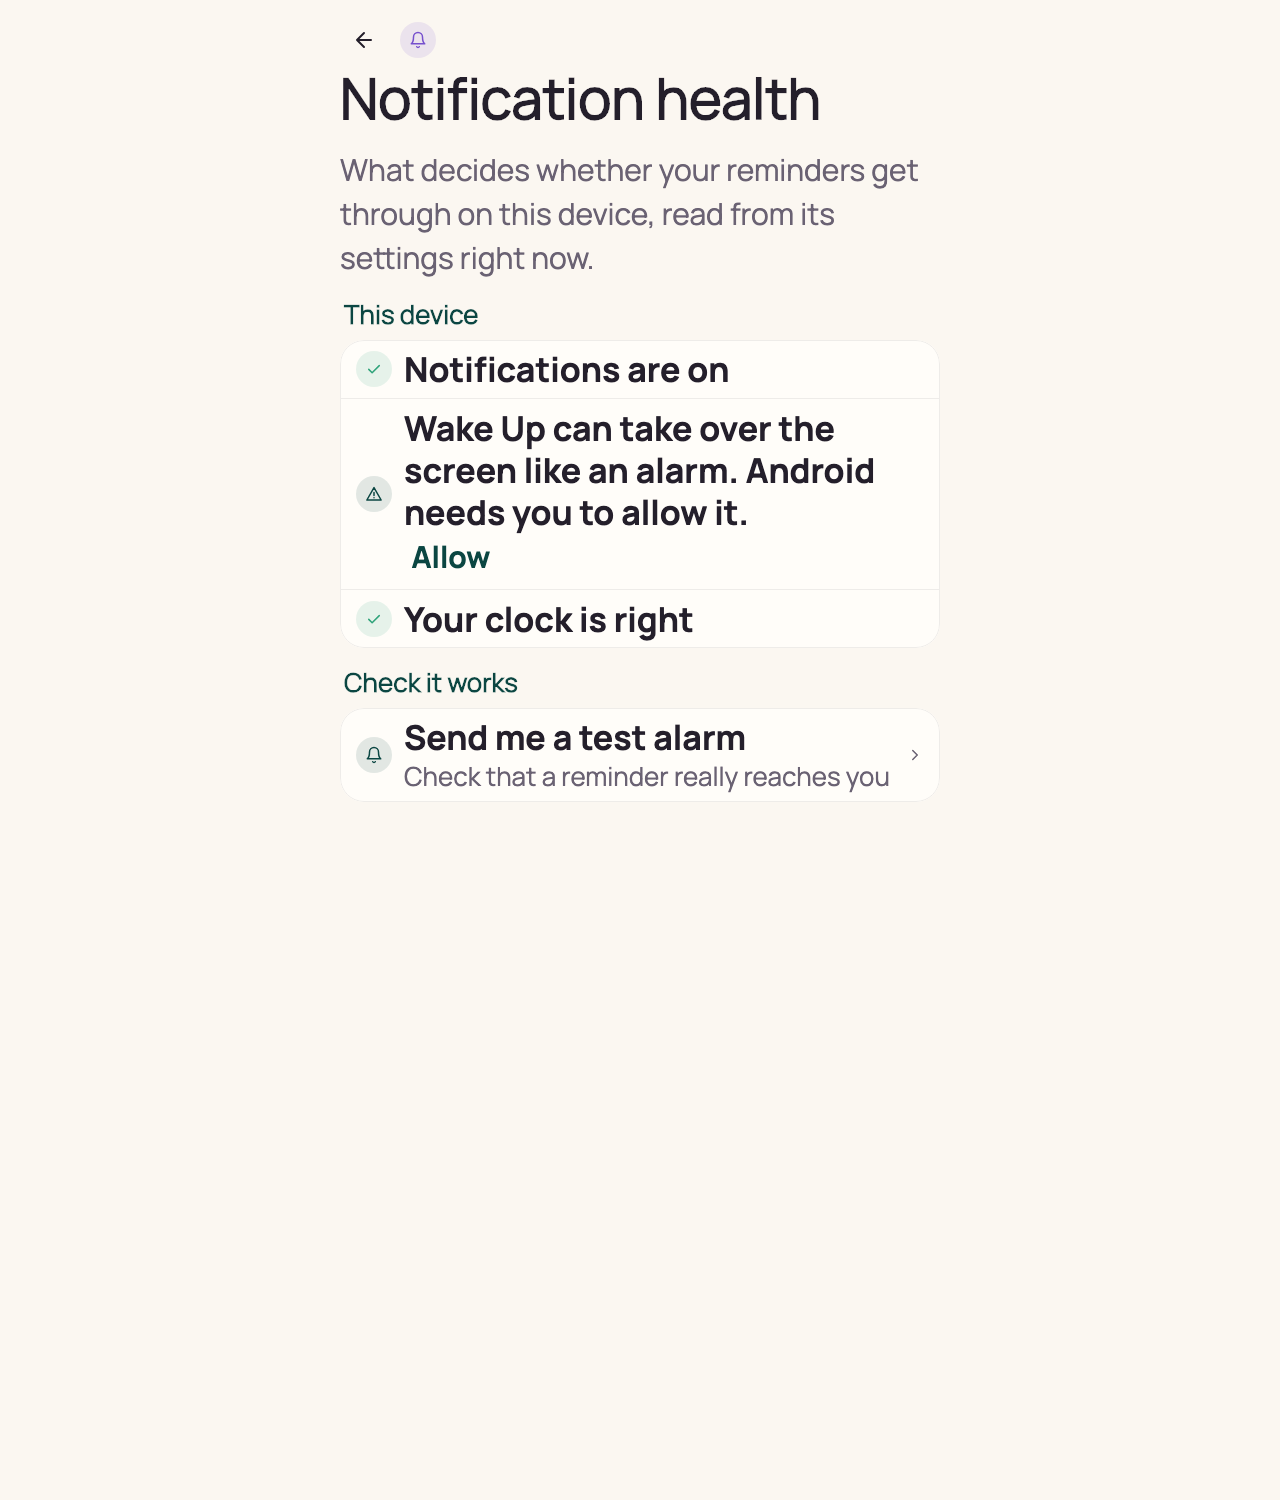 Notification health
What decides whether your reminders get
through on this device, read from its
settings right now.
This device
Notifications are on
Wake Up can take over the
screen like an alarm. Android
needs you to allow it.
Allow
Your clock is right
Check it works
Send me a test alarm
Check that a reminder really reaches you